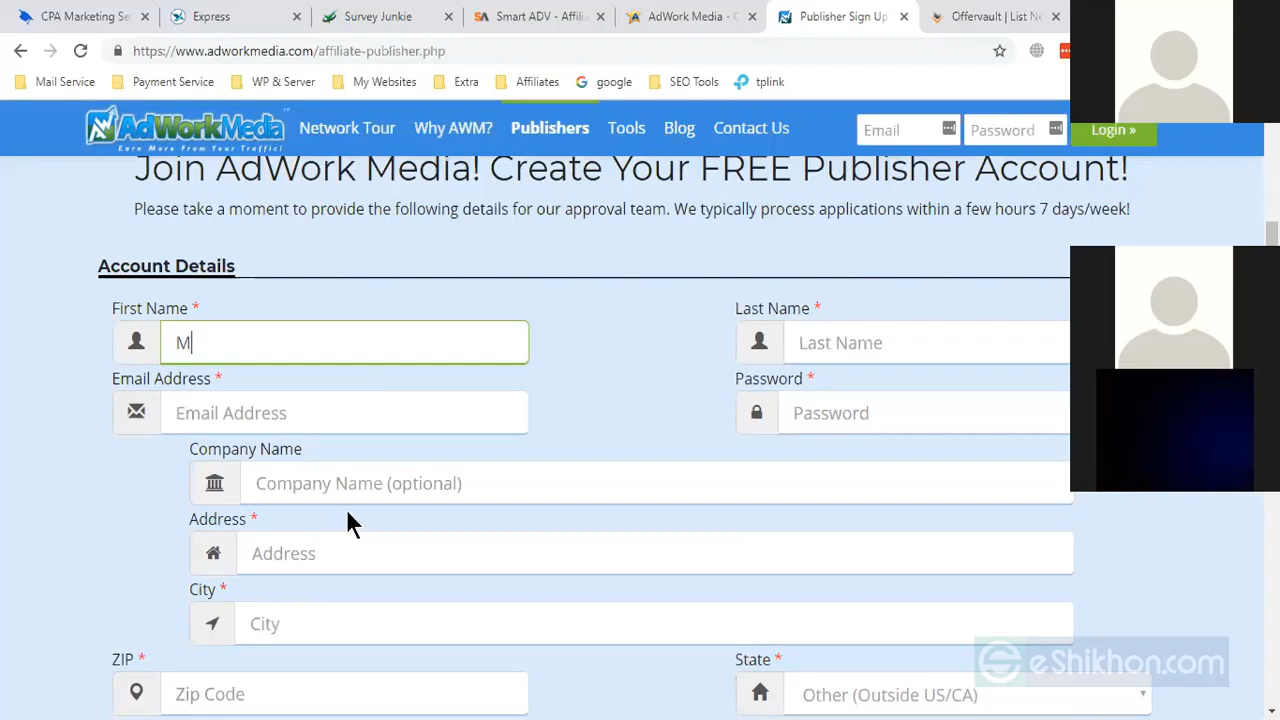 CPA Marketing Se
Express
Survey Junkie
Smart ADV - Affilia
AdWork Media - C
Publisher Sign Up
Offervault | List Ne
https://www.adworkmedia.com/affiliate-publisher.php
Mail Service
Payment Service
WP & Server
My Websites
Extra
Affiliates
google
SEO Tools
tplink
AdWorkMedia
Earn More From Your Traffic!
Network Tour
Why AWM?
Publishers
Tools
Blog
Contact Us
Email
Password
Login »
Join AdWork Media! Create Your FREE Publisher Account!
Please take a moment to provide the following details for our approval team. We typically process applications within a few hours 7 days/week!
Account Details
First Name *
Last Name *
M
Last Name
Email Address *
Password *
Email Address
Password
Company Name
Company Name (optional)
Address *
Address
City *
City
ZIP *
State *
Zip Code
Other (Outside US/CA)
eShikhon.com